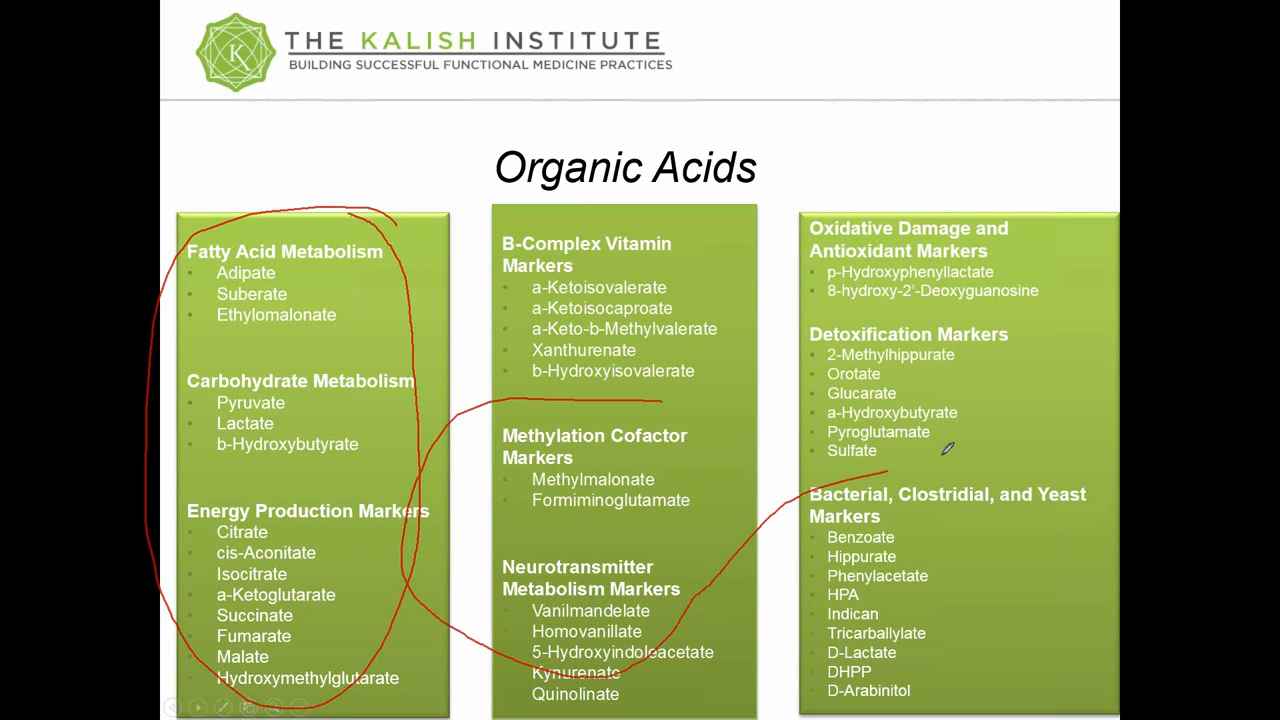 THE KALISH INSTITUTE
BUILDING SUCCESSFUL FUNCTIONAL MEDICINE PRACTICES
K
Organic Acids
Fatty Acid Metabolism
Adipate
Suberate
Ethylomalonate
Carbohydrate Metabolism
Pyruvate
Lactate
b-Hydroxybutyrate
Energy Production Markers
Citrate
cis-Aconitate
Isocitrate
a-Ketoglutarate
Succinate
Fumarate
Malate
Hydroxymethylglutarate
B-Complex Vitamin
Markers
a-Ketoisovalerate
a-Ketoisocaproate
a-Keto-b-Methylvalerate
Xanthurenate
b-Hydroxyisovalerate
Methylation Cofactor
Markers
Methylmalonate
Formiminoglutamate
Neurotransmitter
Metabolism Markers
Vanilmandelate
Homovanillate
5-Hydroxyindoleacetate
Kynurenate
Quinolinate
Oxidative Damage and
Antioxidant Markers
p-Hydroxyphenyllactate
8-hydroxy-2'-Deoxyguanosine
Detoxification Markers
2-Methylhippurate
Orotate
Glucarate
a-Hydroxybutyrate
Pyroglutamate
Sulfate
Bacterial, Clostridial, and Yeast
Markers
Benzoate
Hippurate
Phenylacetate
HPA
Indican
Tricarballylate
D-Lactate
DHPP
D-Arabinitol